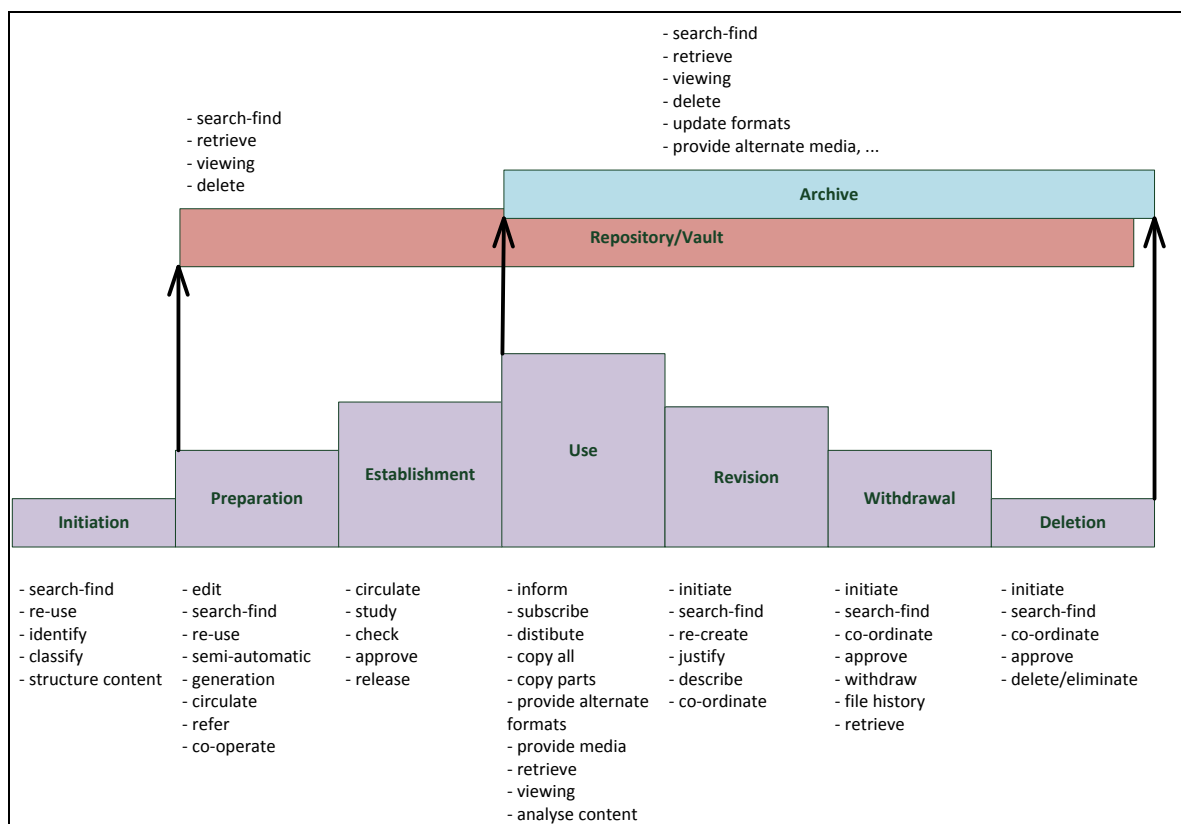 - search-find
- retrieve
- viewing
- delete
- update formats
- provide alternate media, ...
- search-find
- retrieve
- viewing
- delete
Archive
Repository/Vault
Initiation
Preparation
Establishment
Use
Revision
Withdrawal
Deletion
- search-find
- re-use
- identify
- classify
- structure content
- edit
- search-find
- re-use
- semi-automatic
- generation
- circulate
- refer
- co-operate
- circulate
- study
- check
- approve
- release
- inform
- subscribe
- distibute
- copy all
- copy parts
- provide alternate
formats
- provide media
- retrieve
- viewing
- analyse content
- initiate
- search-find
- re-create
- justify
- describe
- co-ordinate
- initiate
- search-find
- co-ordinate
- approve
- withdraw
- file history
- retrieve
- initiate
- search-find
- co-ordinate
- approve
- delete/eliminate